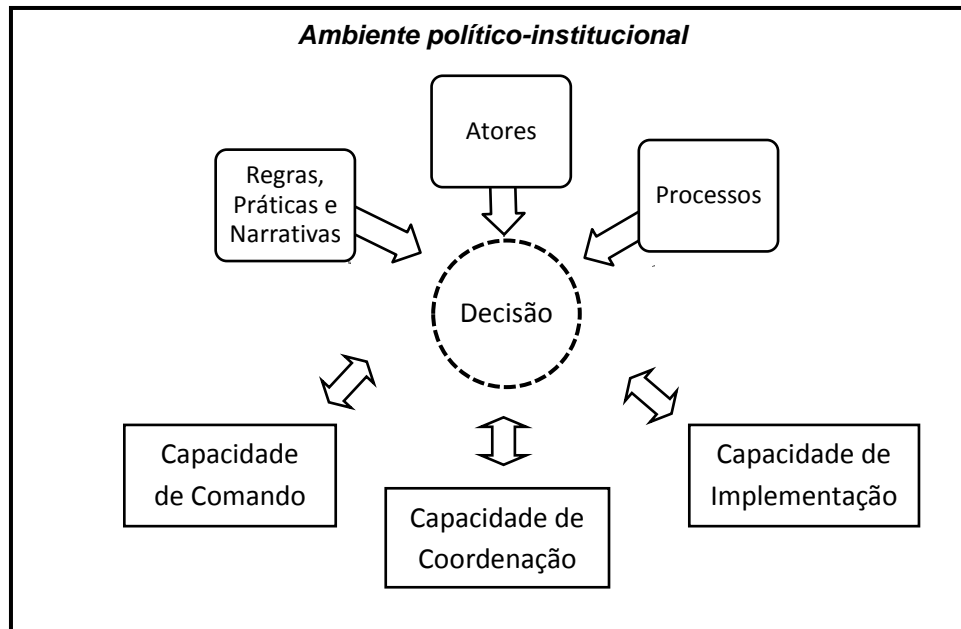 Ambiente político-institucional
Atores
Regras,
Práticas e
Narrativas
Processos
Decisão
Capacidade
de Comando
Capacidade de
Coordenação
Capacidade de
Implementação